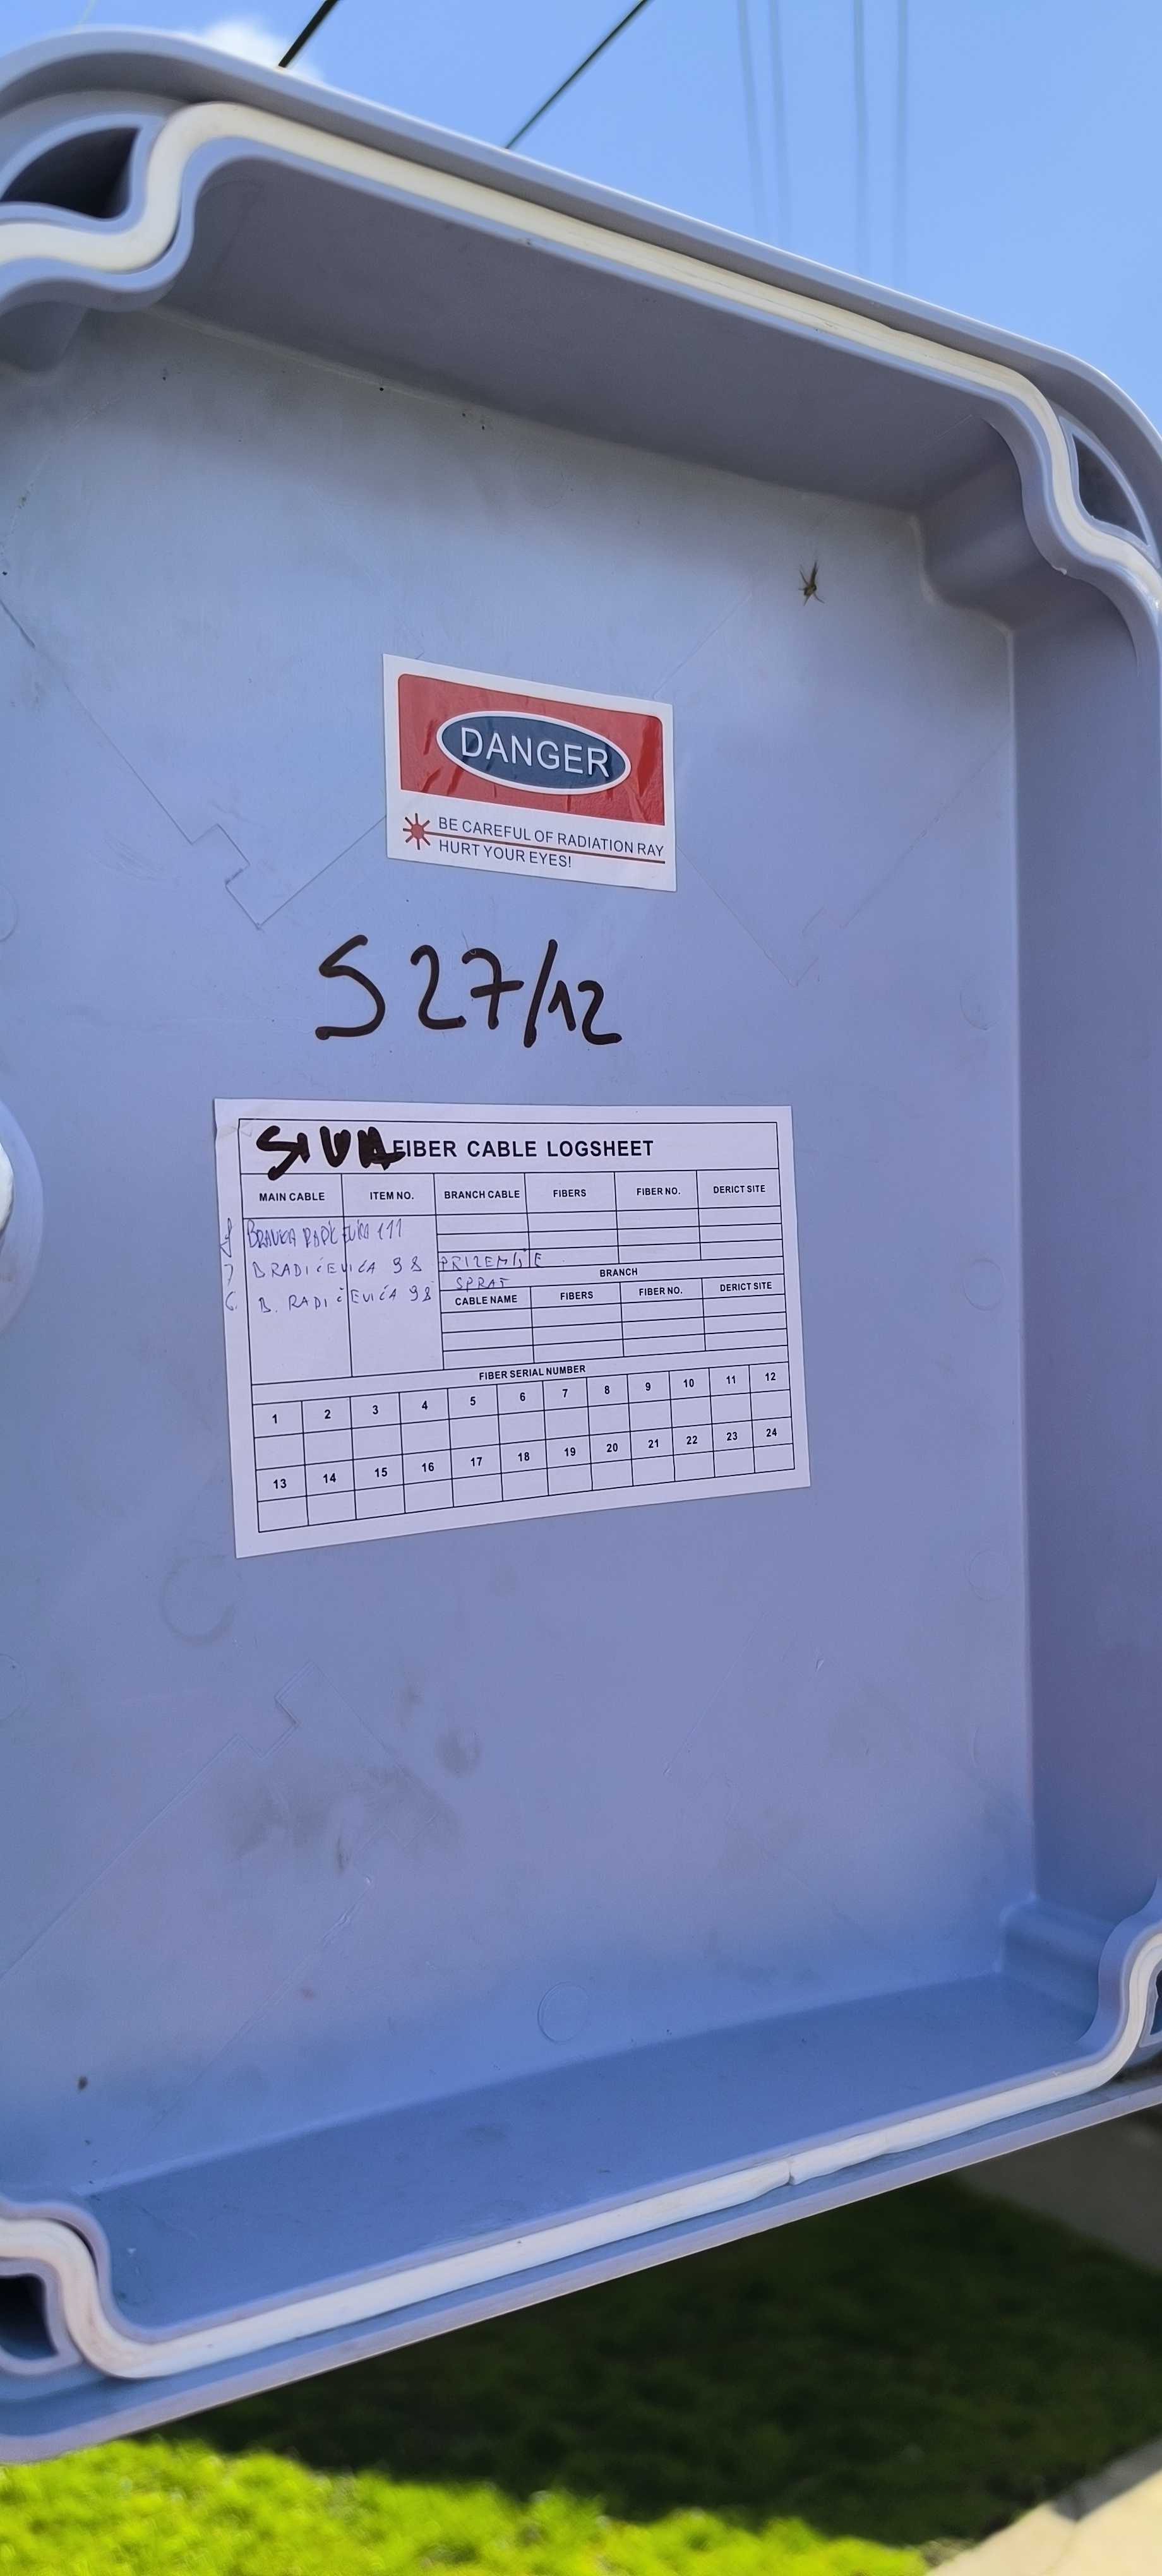 DANGER
BE CAREFUL OF RADIATION RAY
HURT YOUR EYES!
S 27/12
SIVA FIBER CABLE LOGSHEET
MAIN CABLE ITEM NO. BRANCH CABLE FIBERS FIBER NO. DERICT SITE
BRANKA 111
7 B RADIČEVIĆA 98 PRIZEMLJE
B. RADIČEVIĆA 98 SPRAT
BRANCH
CABLE NAME FIBERS FIBER NO. DERICT SITE
FIBER SERIAL NUMBER
1 2 3 4 5 6 7 8 9 10 11 12
13 14 15 16 17 18 19 20 21 22 23 24